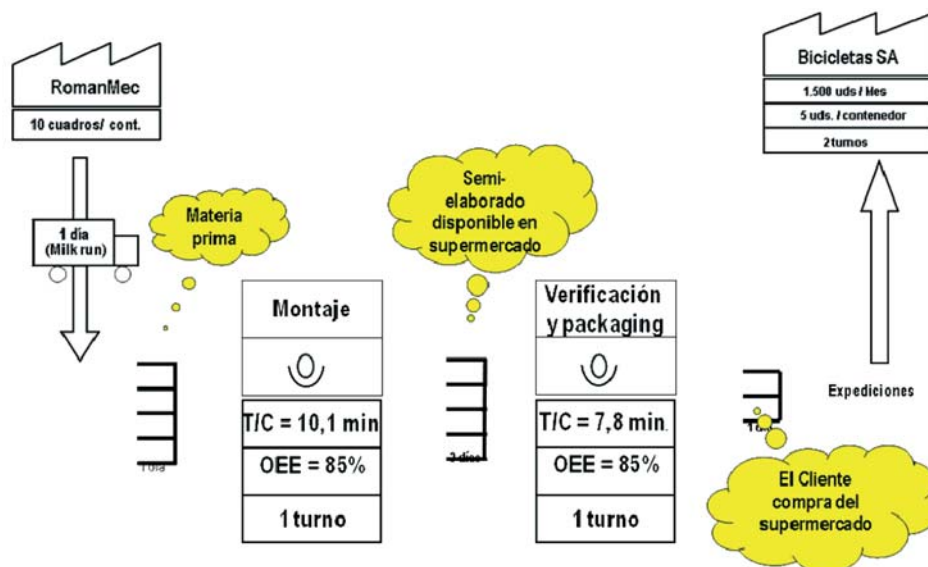 RomanMec
10 cuadros/ cont.
1 día
(Milk run)
Materia
prima
Semi-
elaborado
disponible en
supermercado
Bicicletas SA
1.500 uds / Mes
5 uds. / contenedor
2 turnos
Montaje
T/C = 10,1 min
OEE = 85%
1 turno
Verificación
y packaging
T/C = 7,8 min.
OEE = 85%
1 turno
Expediciones
El Cliente
compra del
supermercado